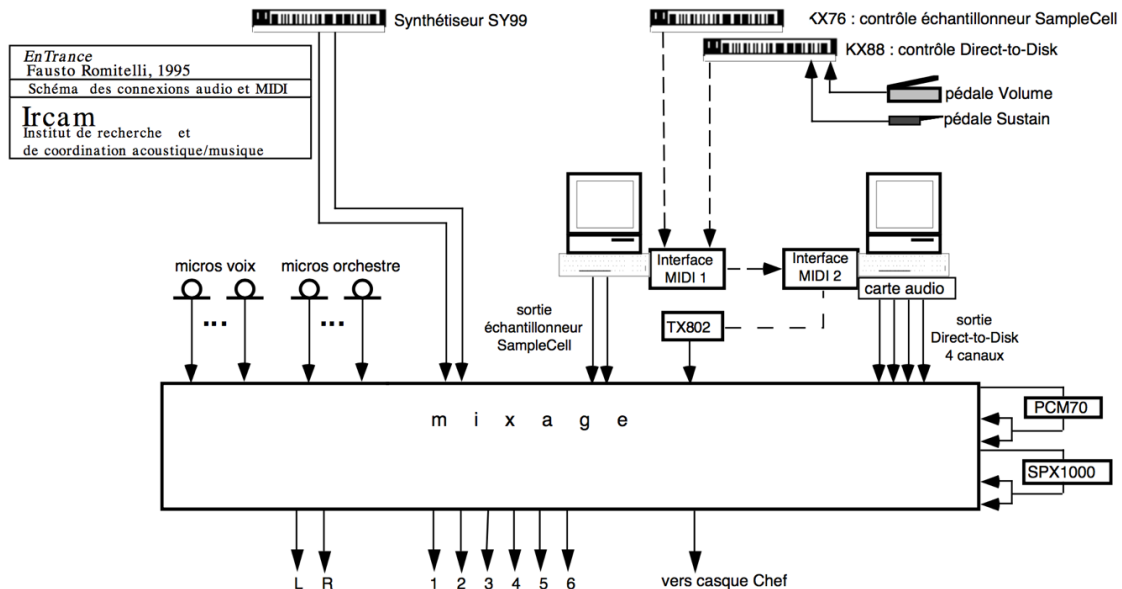 Synthétiseur SY99
KX76 : contrôle échantillonneur SampleCell
KX88 : contrôle Direct-to-Disk
pédale Volume
pédale Sustain
EnTrance
Fausto Romitelli, 1995
Schéma des connexions audio et MIDI
Ircam
Institut de recherche et
de coordination acoustique/musique
micros voix
micros orchestre
...
...
Interface
MIDI 1
Interface
MIDI 2
carte audio
sortie
échantillonneur
SampleCell
TX802
sortie
Direct-to-Disk
4 canaux
mixage
PCM70
SPX1000
L R 1 2 3 4 5 6 vers casque Chef